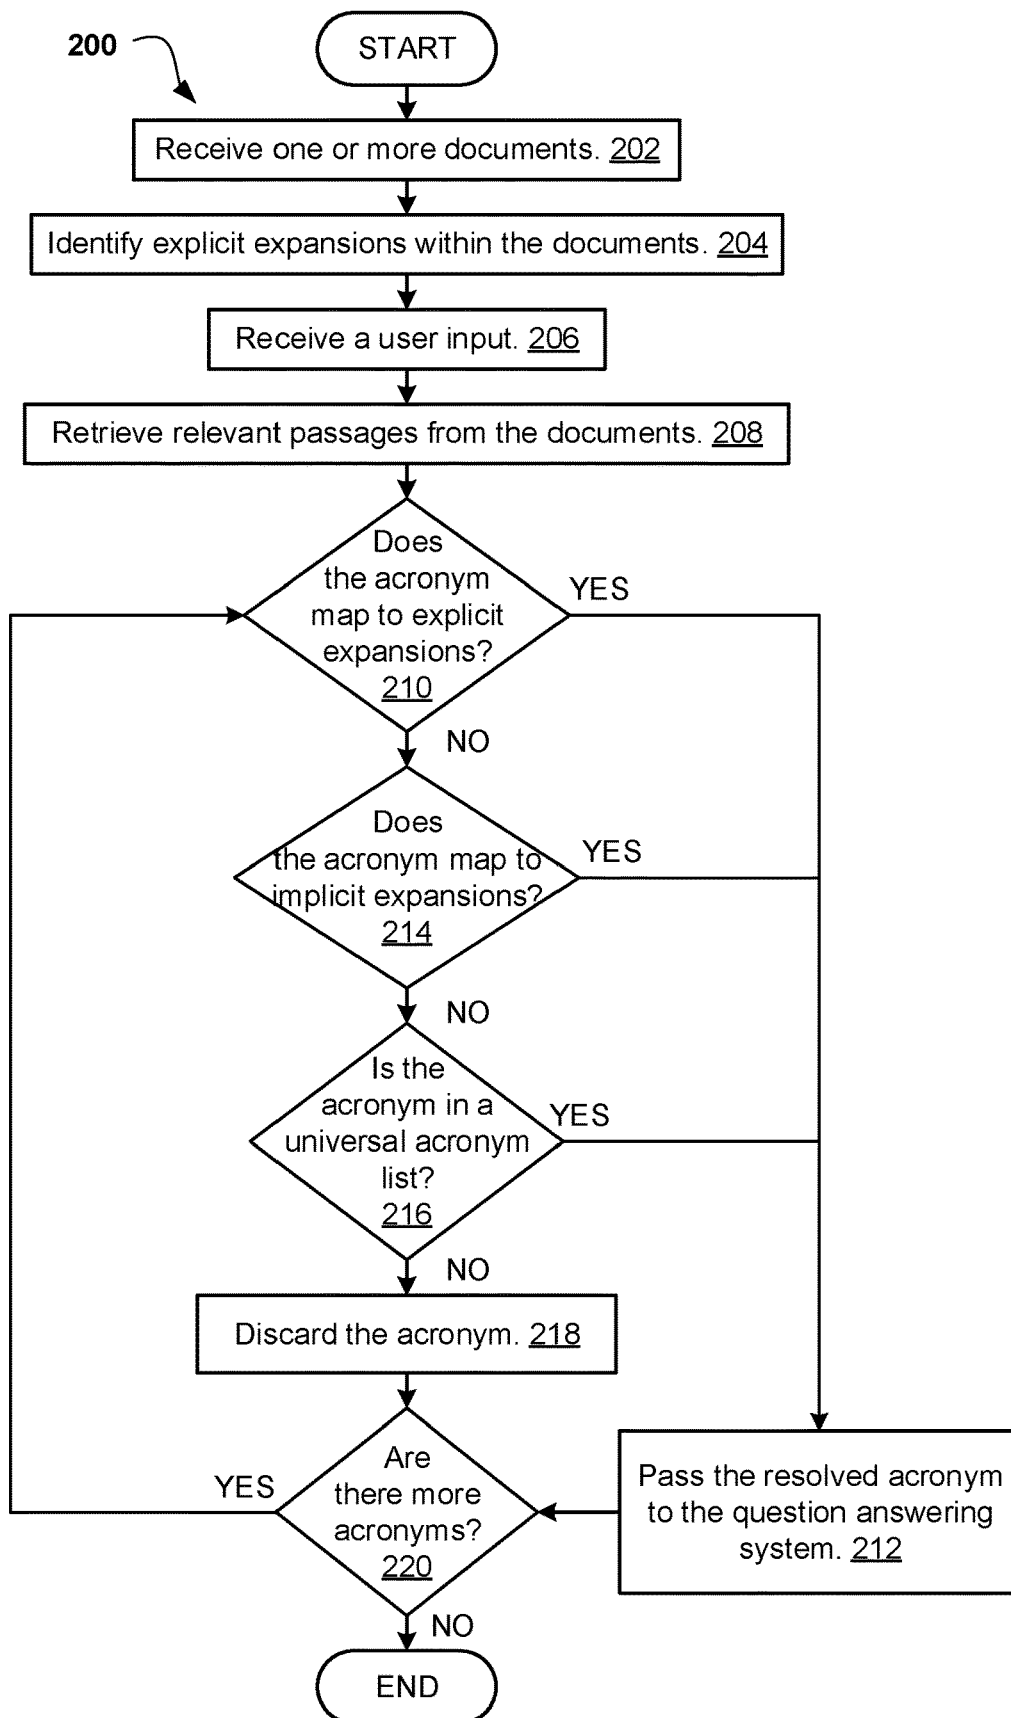 200
START
Receive one or more documents. 202
Identify explicit expansions within the documents. 204
Receive a user input. 206
Retrieve relevant passages from the documents. 208
Does
the acronym
map to explicit
expansions?
210
YES
NO
Does
the acronym map to
implicit expansions?
214
YES
NO
Is the
acronym in a
universal acronym
list?
216
YES
NO
Discard the acronym. 218
Are
there more
acronyms?
220
YES
Pass the resolved acronym
to the question answering
system. 212
NO
END